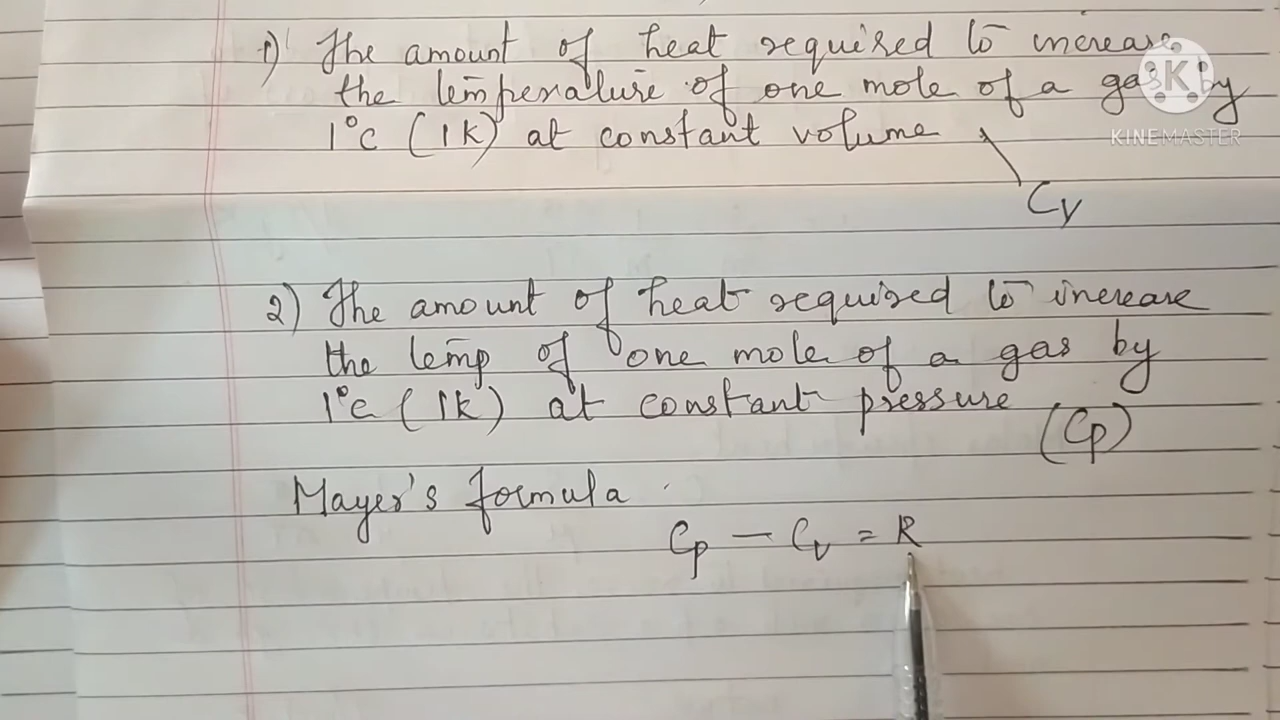 1) The amount of heat required to increase
the temperature of one mole of a gas by
1°c (1K) at constant volume
Cv
2) The amount of heat required to increase
the temp of one mole of a gas by
1°c (1K) at constant pressure
(Cp)
Mayer's formula
Cp - Cv = R
K
KINEMASTER